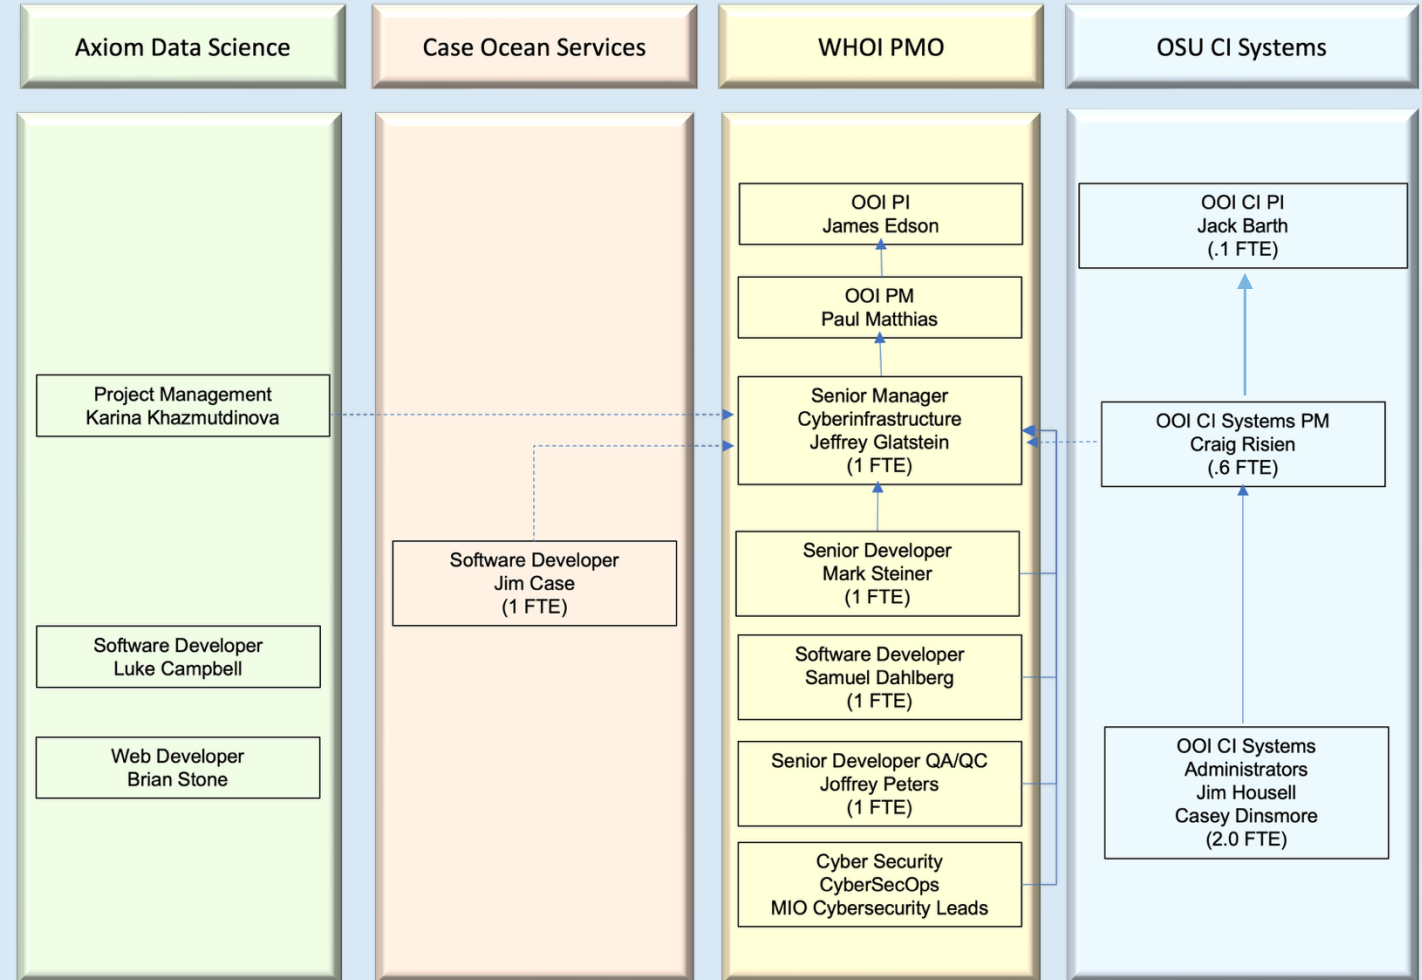 Axiom Data Science
Case Ocean Services
WHOI PMO
OSU CI Systems
Project Management
Karina Khazmutdinova
Software Developer
Luke Campbell
Web Developer
Brian Stone
Software Developer
Jim Case
(1 FTE)
OOI PI
James Edson
OOI PM
Paul Matthias
Senior Manager
Cyberinfrastructure
Jeffrey Glatstein
(1 FTE)
Senior Developer
Mark Steiner
(1 FTE)
Software Developer
Samuel Dahlberg
(1 FTE)
Senior Developer QA/QC
Joffrey Peters
(1 FTE)
Cyber Security
CyberSecOps
MIO Cybersecurity Leads
OOI CI PI
Jack Barth
(.1 FTE)
OOI CI Systems PM
Craig Risien
(.6 FTE)
OOI CI Systems
Administrators
Jim Housell
Casey Dinsmore
(2.0 FTE)